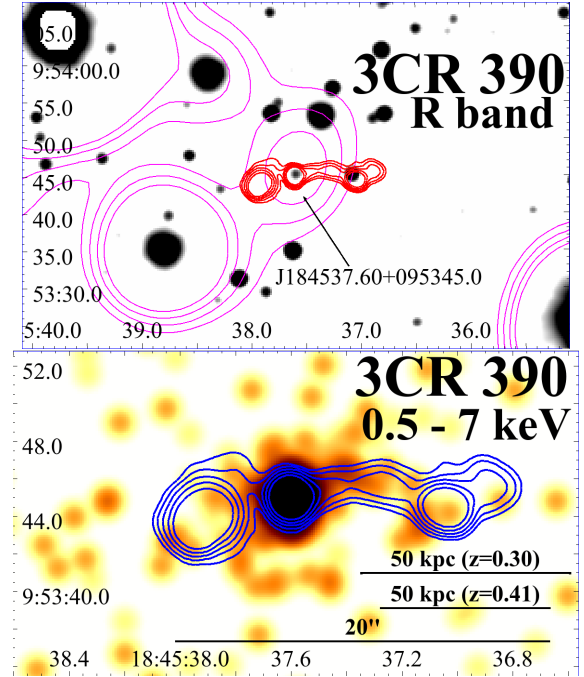 05.0
9:54:00.0
3CR 390
R band
55.0
50.0
45.0
40.0
35.0
53:30.0
J184537.60+095345.0
5:40.0 39.0 38.0 37.0 36.0
52.0
3CR 390
0.5 - 7 keV
48.0
44.0
50 kpc (z=0.30)
9:53:40.0
50 kpc (z=0.41)
20"
38.4 18:45:38.0 37.6 37.2 36.8